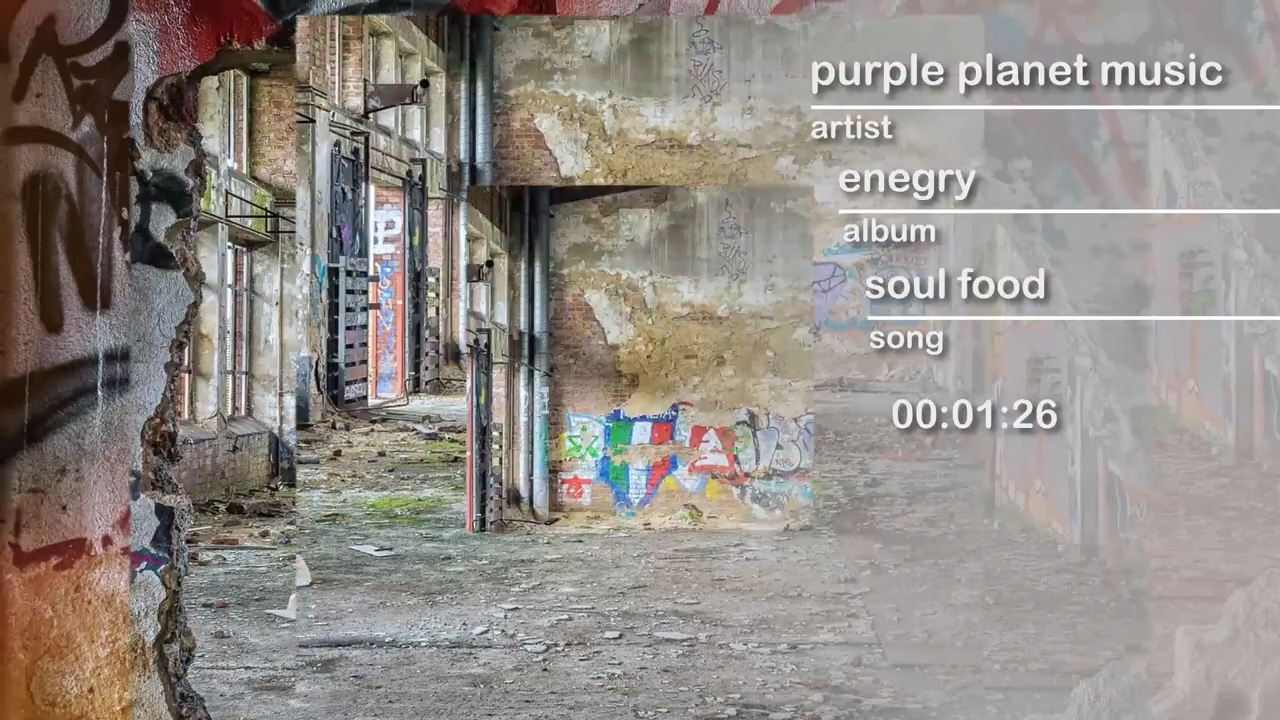 purple planet music
artist
enegry
album
soul food
song
00:01:26